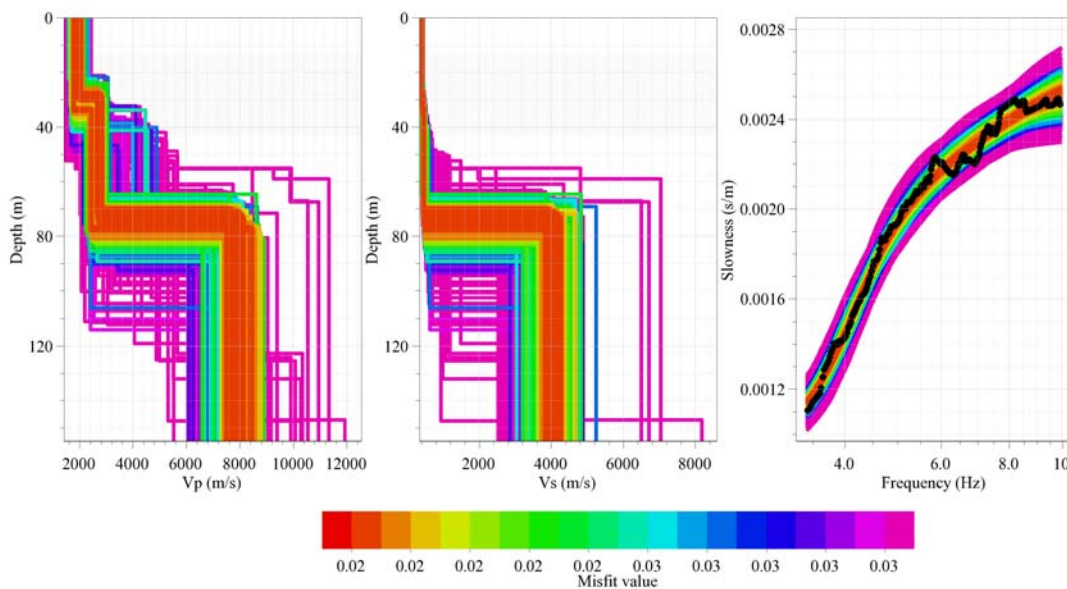 0
40
80
120
Depth (m)
2000 4000 6000 8000 10000 12000
Vp (m/s)
0
40
80
120
Depth (m)
2000 4000 6000 8000
Vs (m/s)
0.0028
0.0024
0.0020
0.0016
0.0012
Slowness (s/m)
4.0 6.0 8.0 10
Frequency (Hz)
0.02 0.02 0.02 0.02 0.02 0.03 0.03 0.03 0.03 0.03
Misfit value